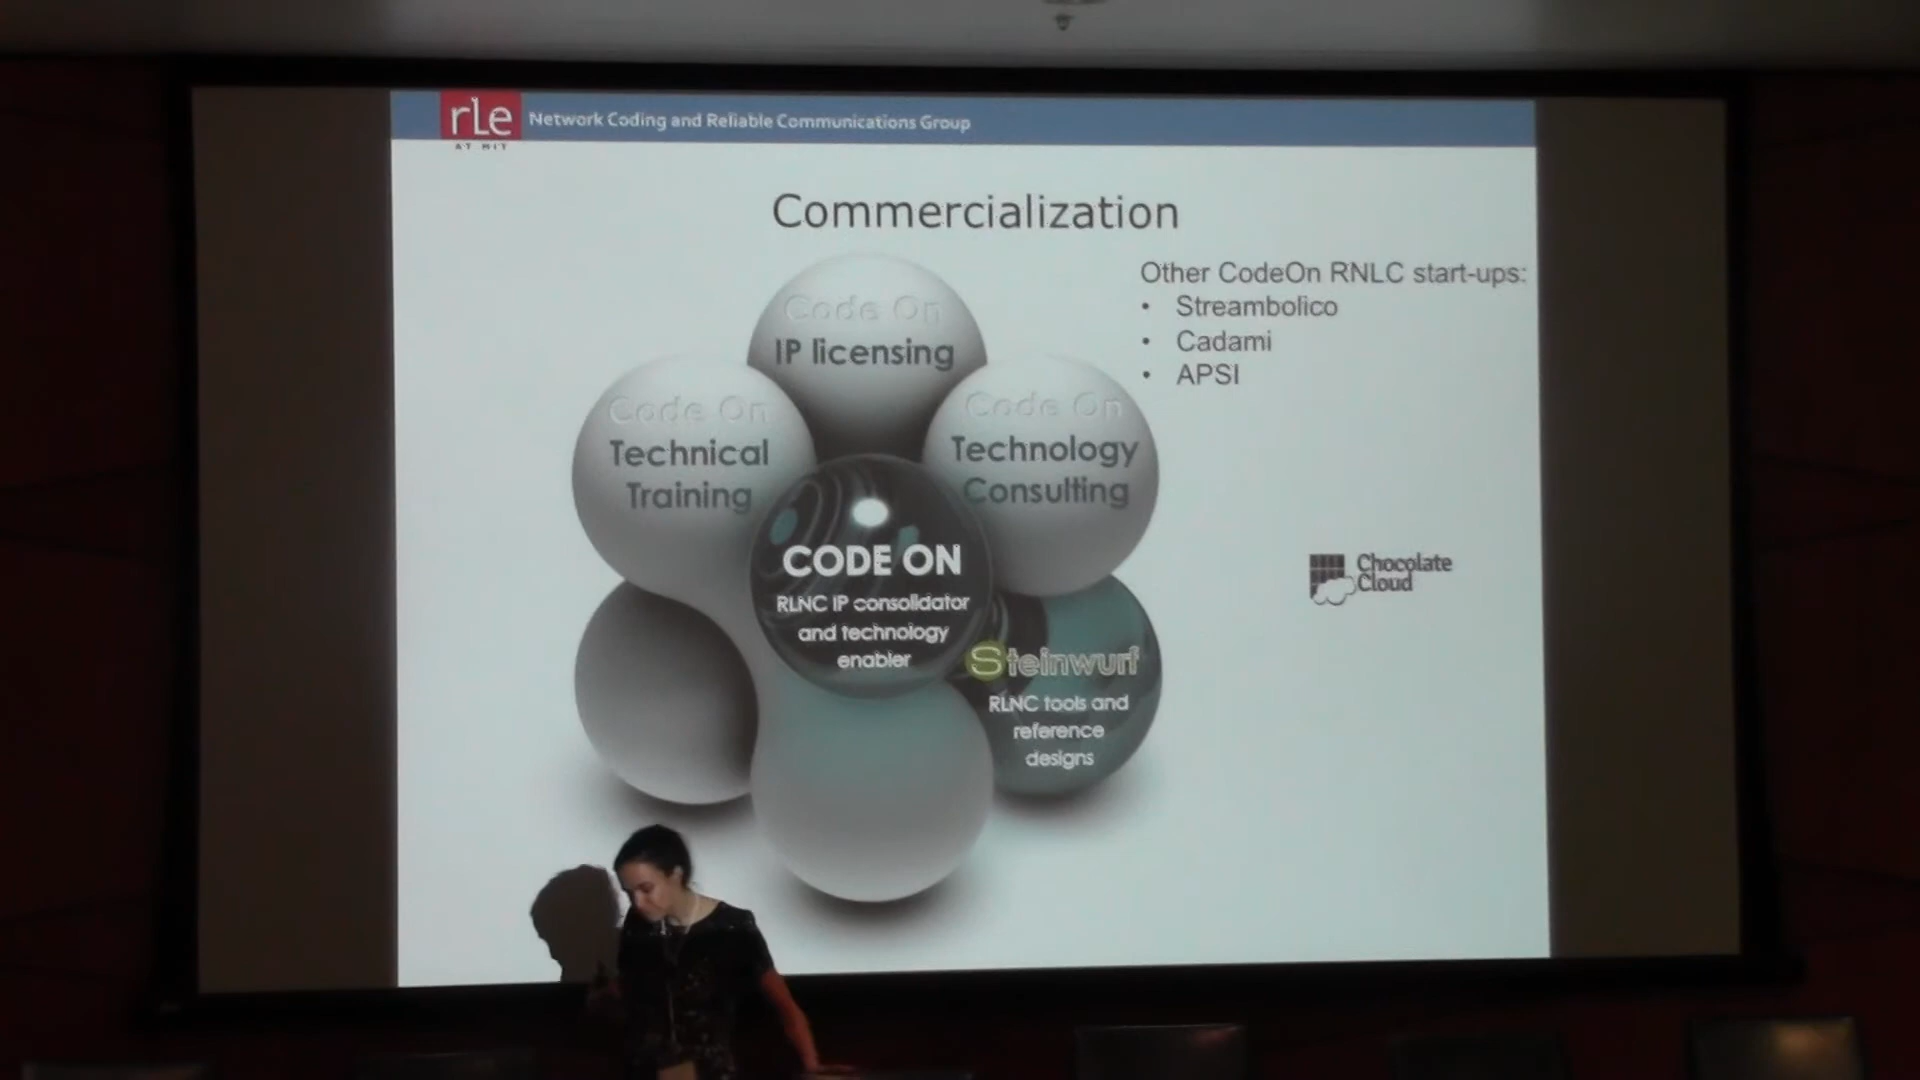 rLe
AT MIT
Network Coding and Reliable Communications Group
Commercialization
Other CodeOn RNLC start-ups:
• Streambolico
• Cadami
• APSI
Code On
IP licensing
Code On
Technical
Training
Code On
Technology
Consulting
CODE ON
RLNC IP consolidator
and technology
enabler
Steinwurf
RLNC tools and
reference
designs
Chocolate
Cloud